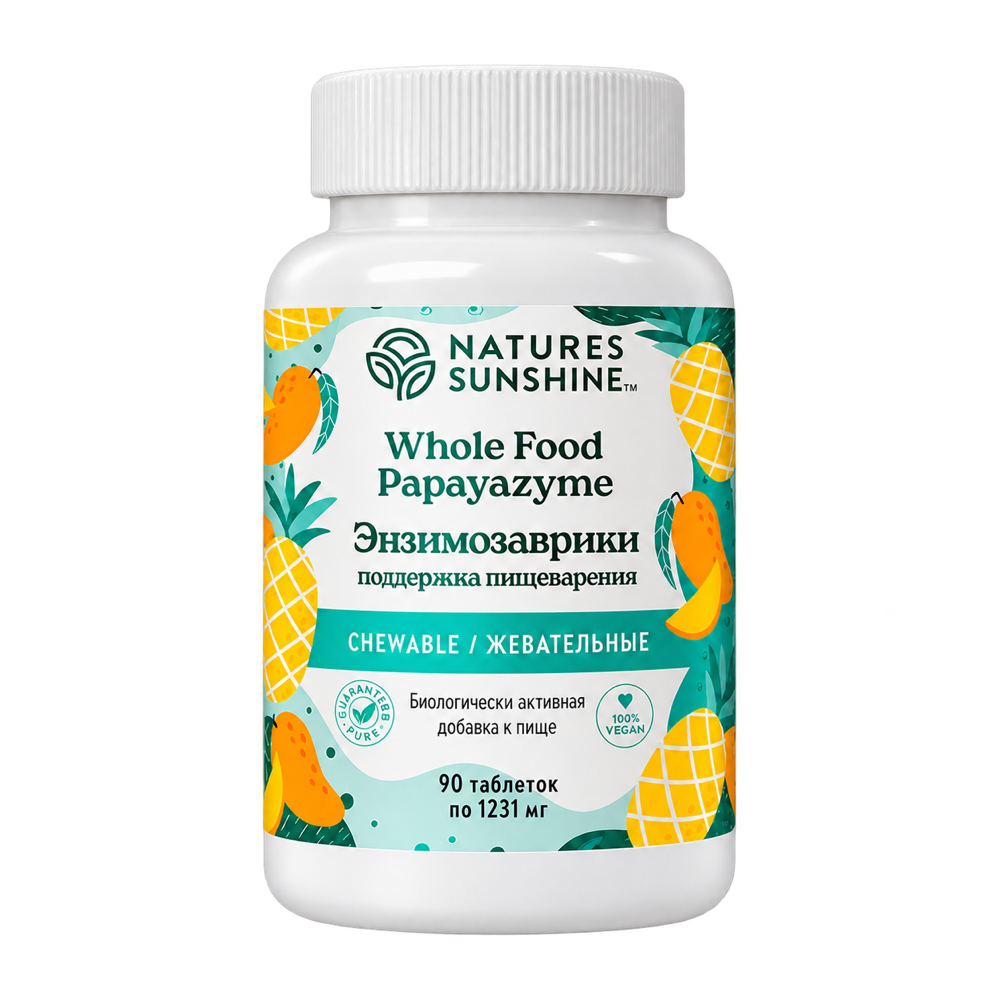 NATURES
SUNSHINE™
Whole Food
Papayazyme
Энзимозаврики
поддержка пищеварения
CHEWABLE / ЖЕВАТЕЛЬНЫЕ
GUARANTEBB
PURE
Биологически активная
добавка к пище
100%
VEGAN
90 таблеток
по 1231 мг